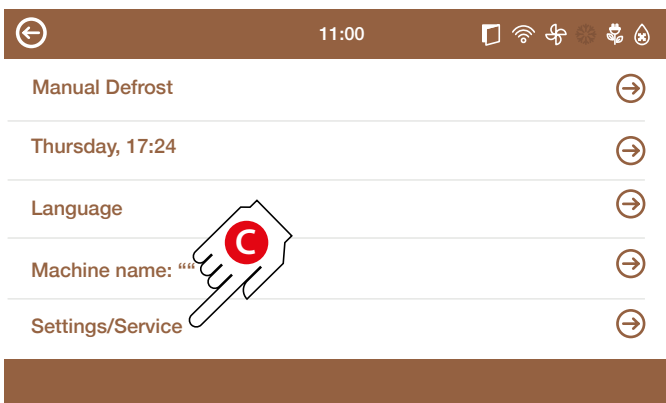 11:00
Manual Defrost
Thursday, 17:24
Language
C
Machine name: ““
Settings/Service